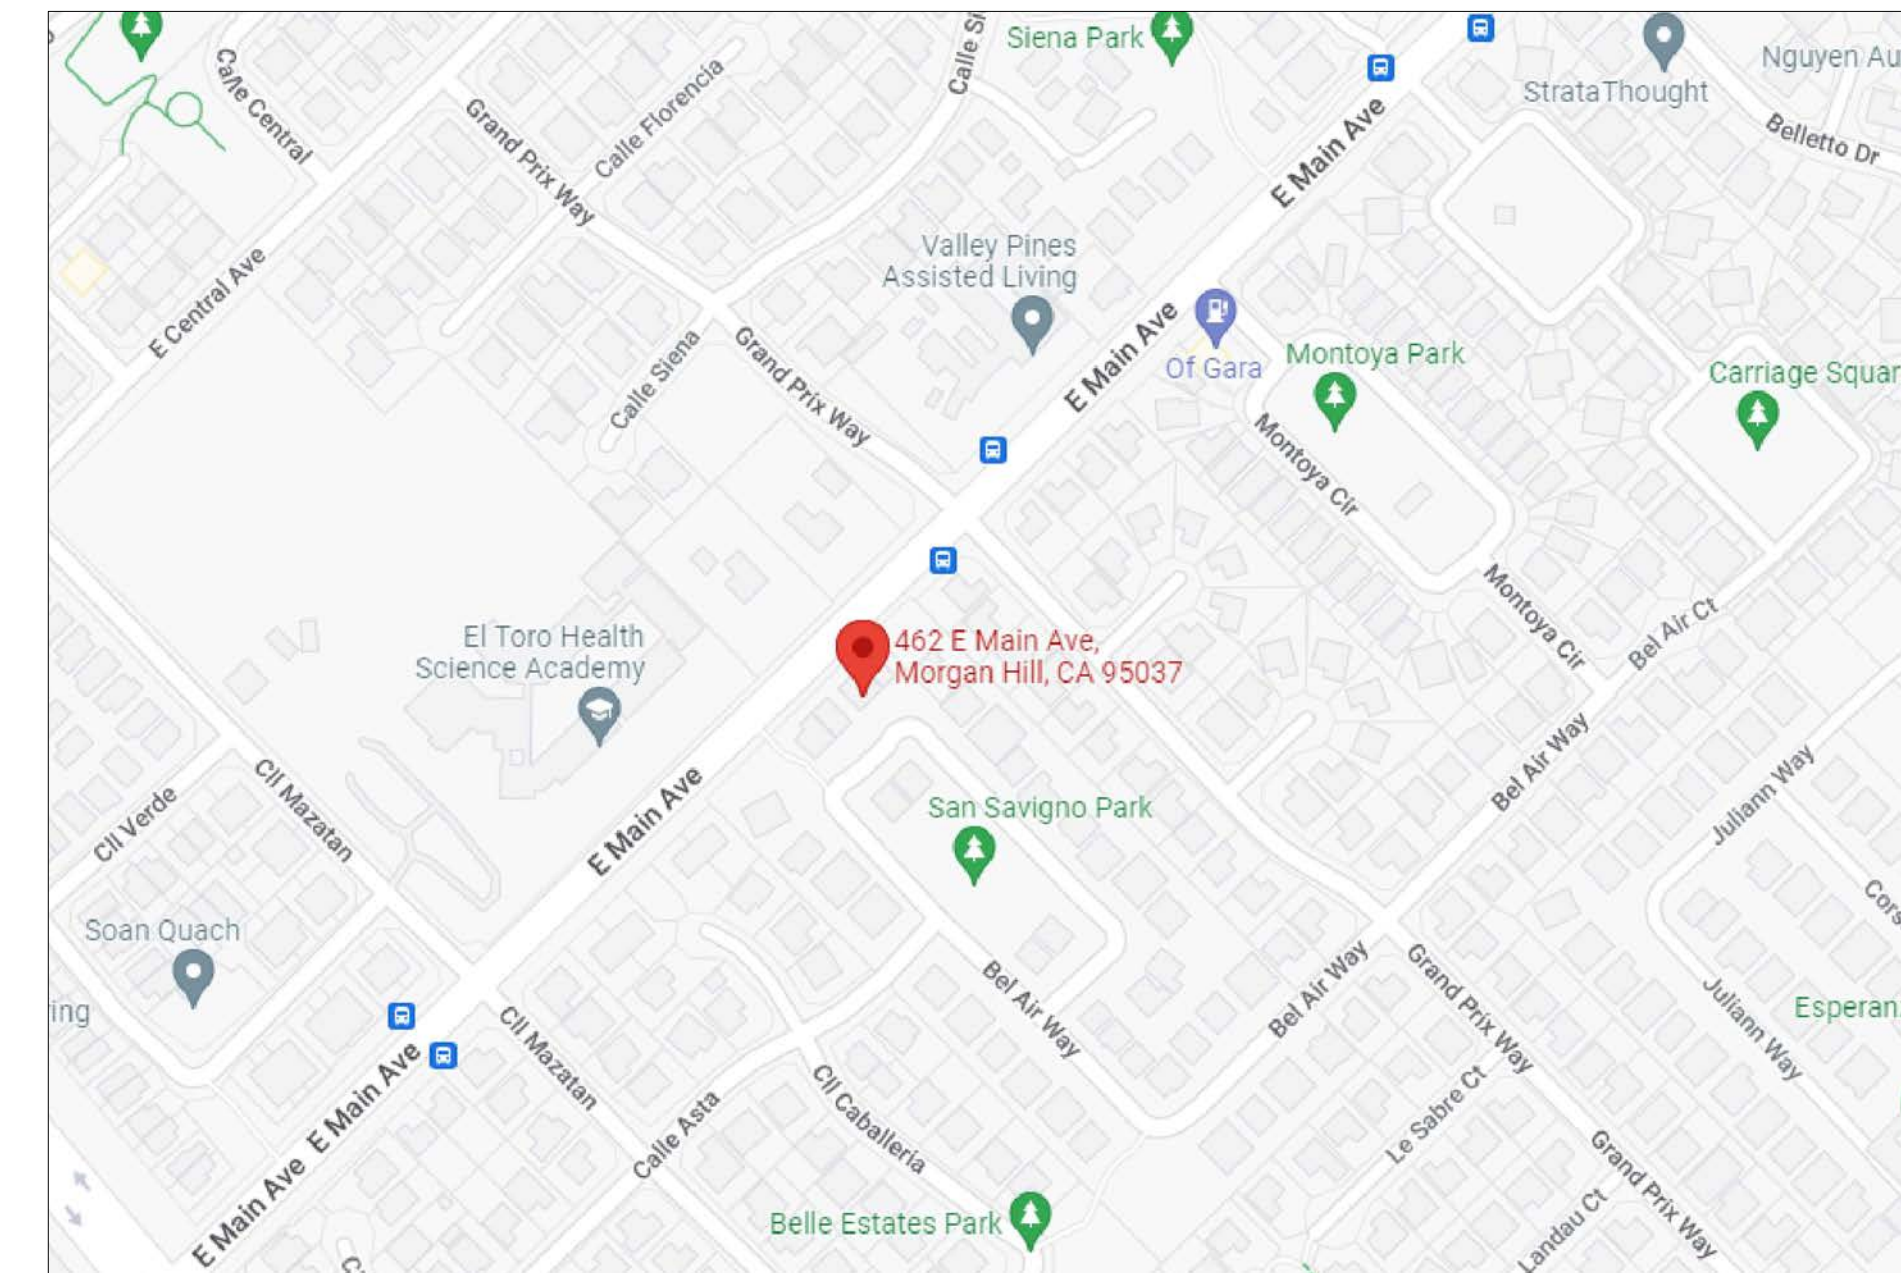 Siena Park
StrataThought
Nguyen Au
Belletto Dr
Calle Central
Grand Prix Way
Calle Florencia
Calle Si
E Main Ave
E Central Ave
Valley Pines
Assisted Living
E Main Ave
Of Gara
Montoya Park
Carriage Squar
Calle Siena
Grand Prix Way
Montoya Cir
Montoya Cir
Bel Air Ct
El Toro Health
Science Academy
462 E Main Ave,
Morgan Hill, CA 95037
Bel Air Way
Juliann Way
Cll Verde
Cll Mazatan
E Main Ave
San Savigno Park
Cors
Soan Quach
ing
Bel Air Way
Bel Air Way
Grand Prix Way
Juliann Way
Esperan
Cll Mazatan
E Main Ave
E Main Ave
Calle Asta
Cll Caballeria
Le Sabre Ct
Grand Prix Way
Landau Ct
Belle Estates Park